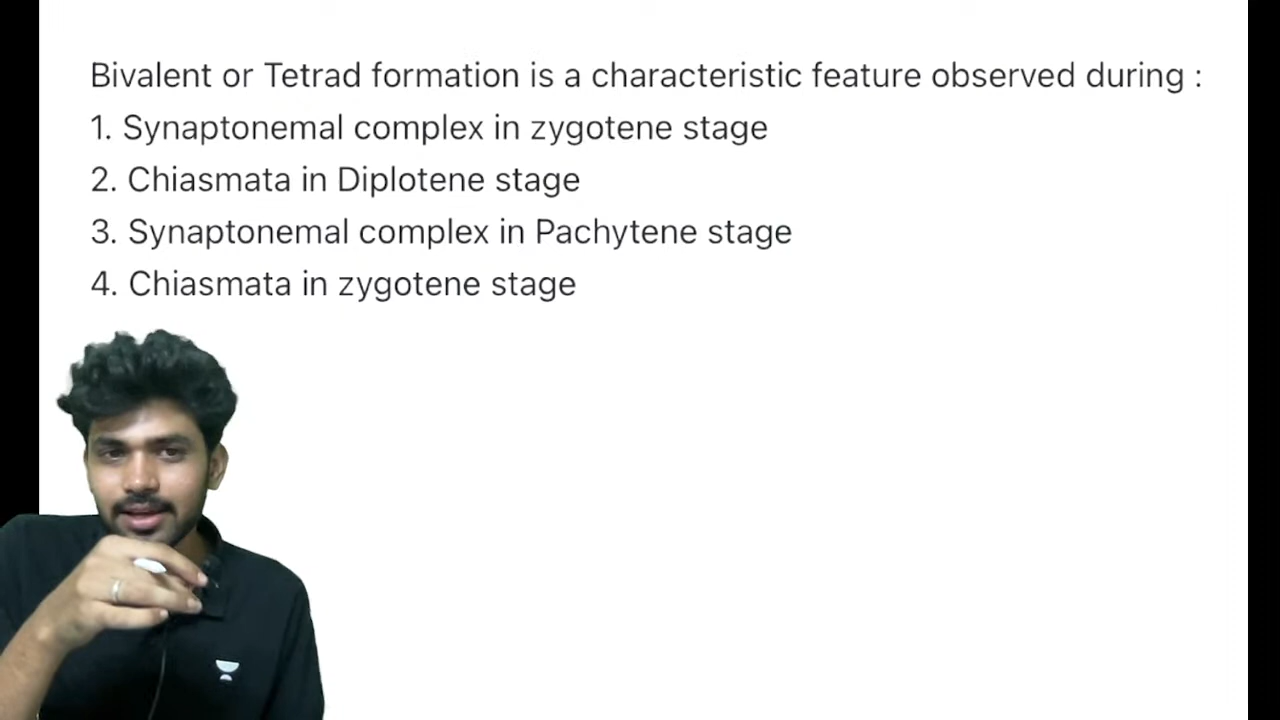 Bivalent or Tetrad formation is a characteristic feature observed during :
1. Synaptonemal complex in zygotene stage
2. Chiasmata in Diplotene stage
3. Synaptonemal complex in Pachytene stage
4. Chiasmata in zygotene stage